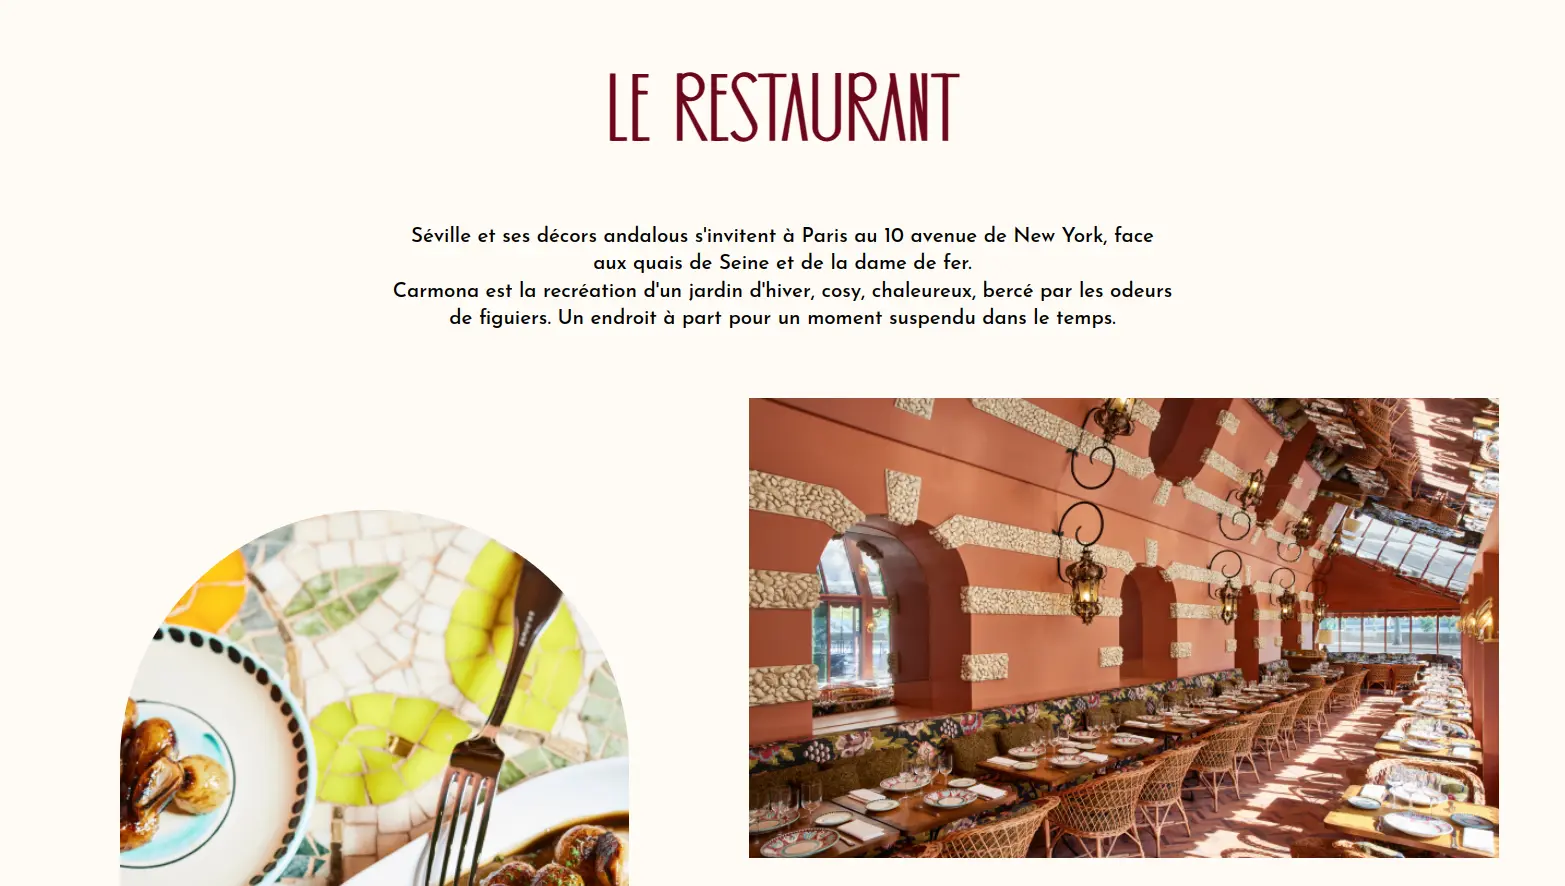 LE RESTAURANT
Séville et ses décors andalous s'invitent à Paris au 10 avenue de New York, face
aux quais de Seine et de la dame de fer.
Carmona est la recréation d'un jardin d'hiver, cosy, chaleureux, bercé par les odeurs
de figuiers. Un endroit à part pour un moment suspendu dans le temps.